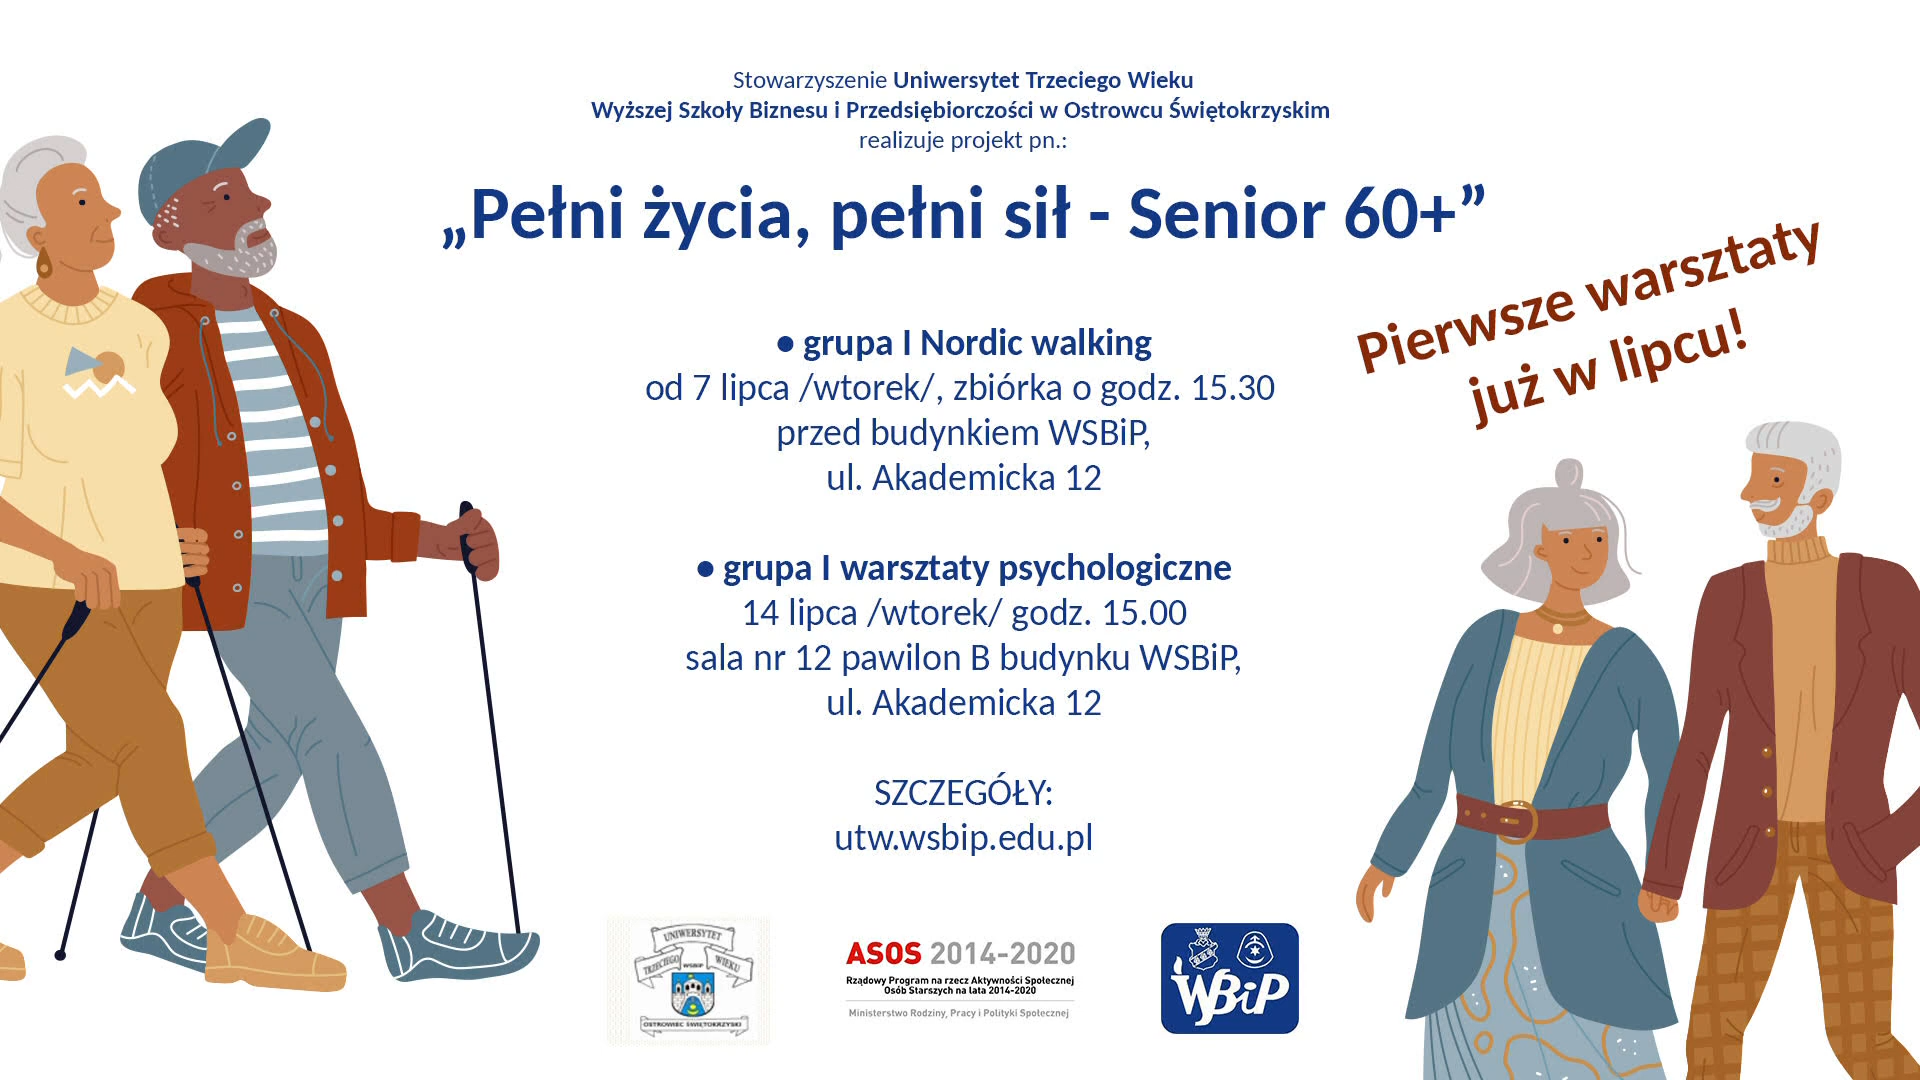 Stowarzyszenie Uniwersytet Trzeciego Wieku
Wyższej Szkoły Biznesu i Przedsiębiorczości w Ostrowcu Świętokrzyskim
realizuje projekt pn.:
„Pełni życia, pełni sił - Senior 60+”
Pierwsze warsztaty
już w lipcu!
• grupa I Nordic walking
od 7 lipca /wtorek/, zbiórka o godz. 15.30
przed budynkiem WSBiP,
ul. Akademicka 12
• grupa I warsztaty psychologiczne
14 lipca /wtorek/ godz. 15.00
sala nr 12 pawilon B budynku WSBiP,
ul. Akademicka 12
SZCZEGÓŁY:
utw.wsbip.edu.pl
UNIWERSYTET
TRZECIEGO WSBiP WIEKU
OSTROWIEC ŚWIĘTOKRZYSKI
ASOS 2014-2020
Rządowy Program na rzecz Aktywności Społecznej
Osób Starszych na lata 2014-2020
Ministerstwo Rodziny, Pracy i Polityki Społecznej
WSBiP